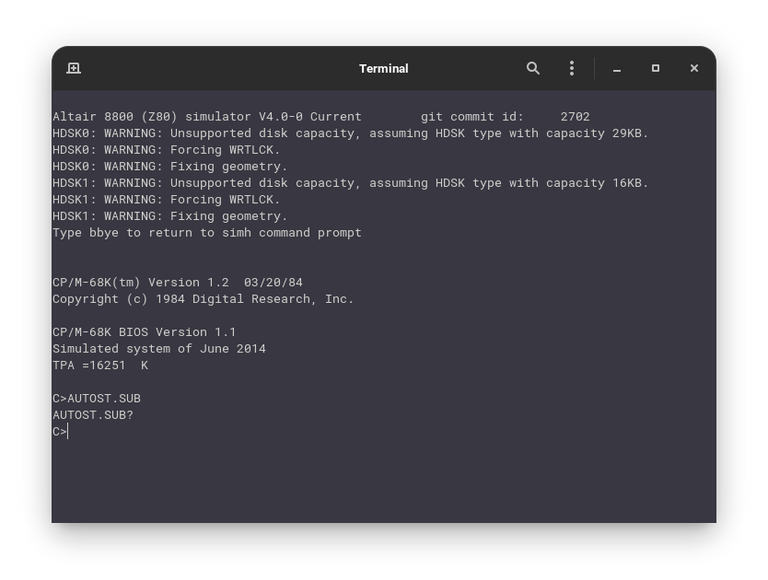 Terminal
Altair 8800 (Z80) simulator V4.0-0 Current        git commit id:     2702
HDSK0: WARNING: Unsupported disk capacity, assuming HDSK type with capacity 29KB.
HDSK0: WARNING: Forcing WRTLCK.
HDSK0: WARNING: Fixing geometry.
HDSK1: WARNING: Unsupported disk capacity, assuming HDSK type with capacity 16KB.
HDSK1: WARNING: Forcing WRTLCK.
HDSK1: WARNING: Fixing geometry.
Type bbye to return to simh command prompt
CP/M-68K(tm) Version 1.2  03/20/84
Copyright (c) 1984 Digital Research, Inc.
CP/M-68K BIOS Version 1.1
Simulated system of June 2014
TPA =16251  K
C>AUTOST.SUB
AUTOST.SUB?
C>